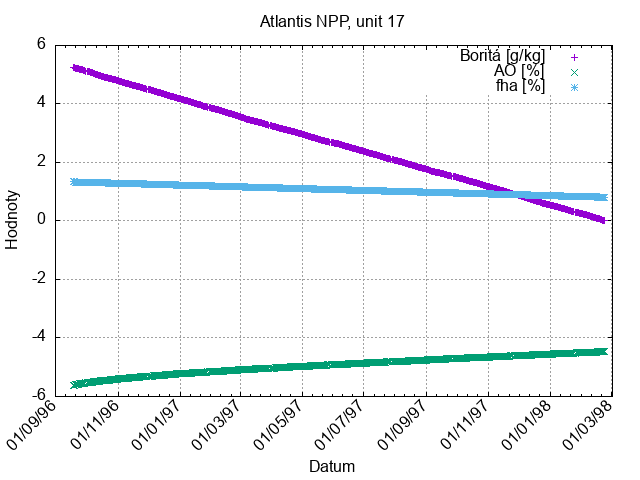 Atlantis NPP, unit 17
Boritá [g/kg]
AO [%]
fha [%]
6
4
2
0
-2
-4
-6
Hodnoty
01/09/96
01/11/96
01/01/97
01/03/97
01/05/97
01/07/97
01/09/97
01/11/97
01/01/98
01/03/98
Datum